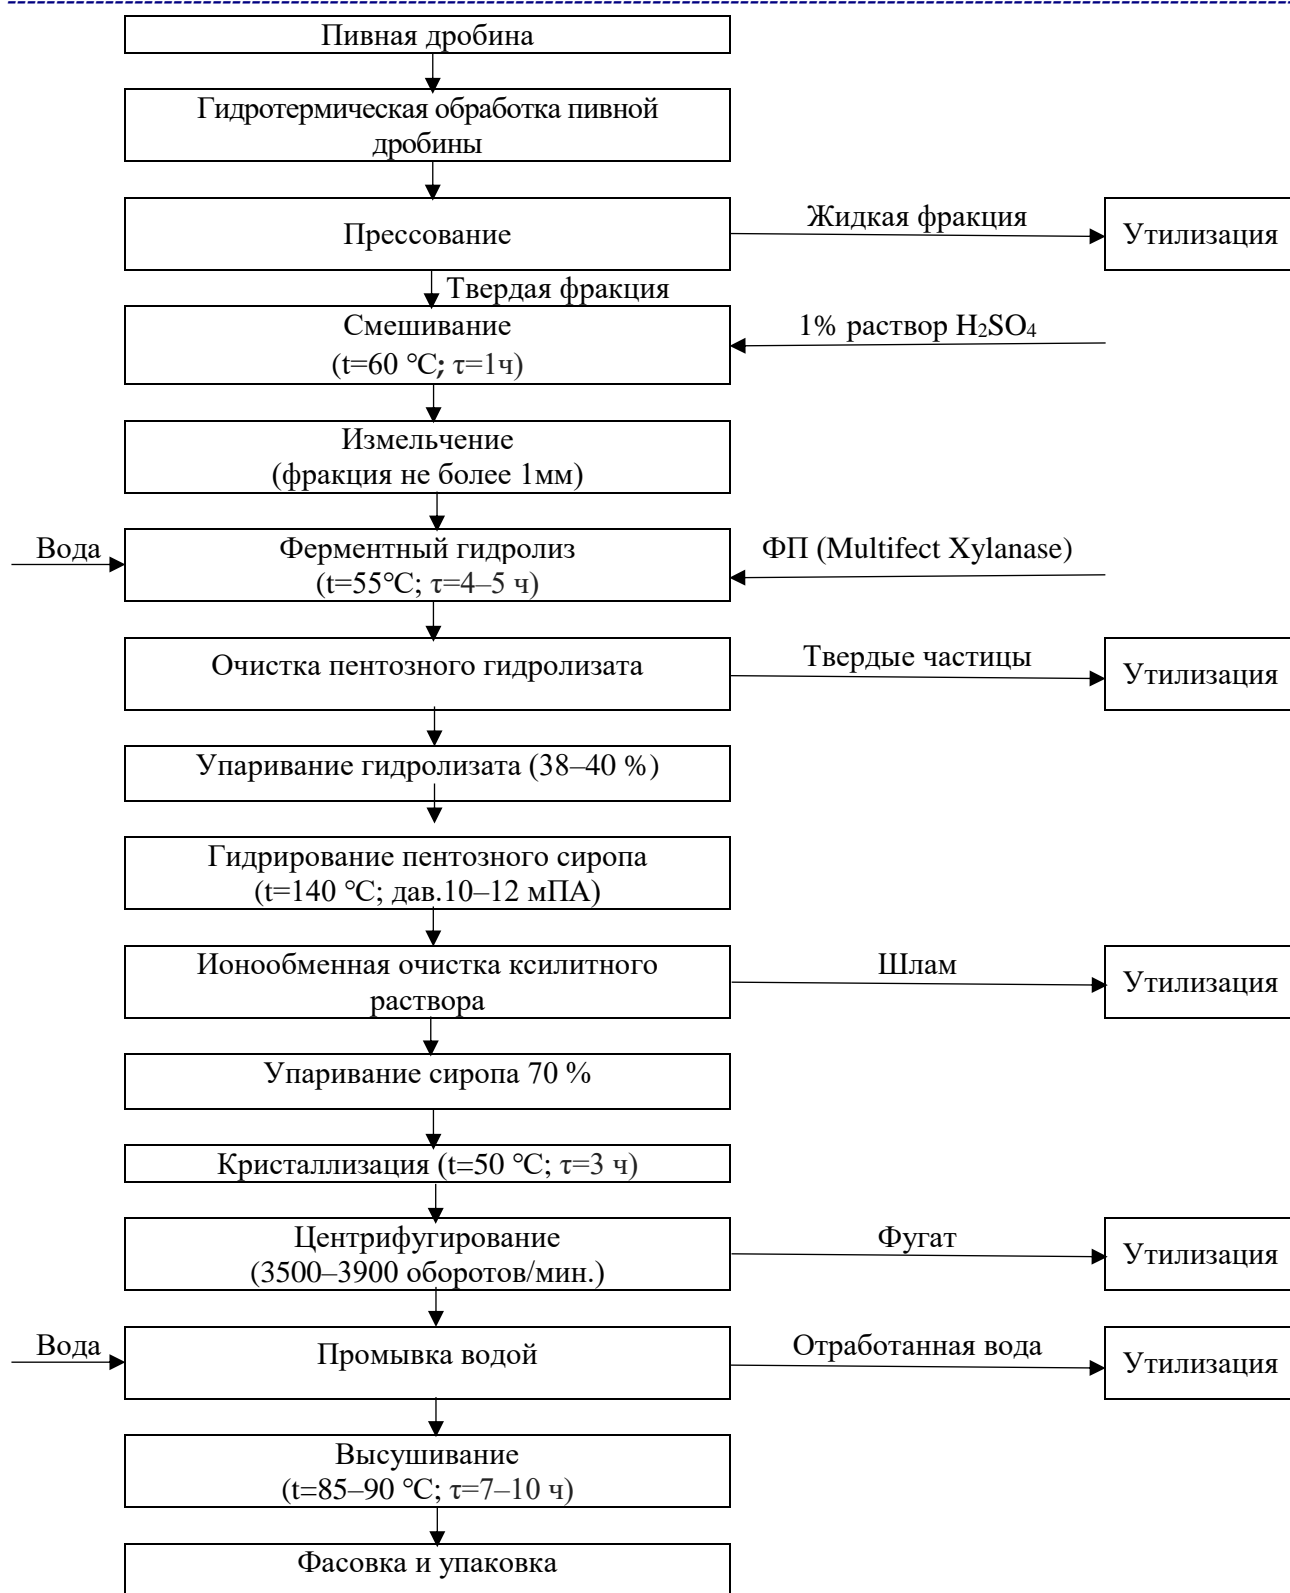 Пивная дробина
Гидротермическая обработка пивной
дробины
Прессование
Жидкая фракция
Утилизация
Твердая фракция
Смешивание
(t=60 °С; τ=1ч)
1% раствор H₂SO₄
Измельчение
(фракция не более 1мм)
Вода
Ферментный гидролиз
(t=55°С; τ=4–5 ч)
ФП (Multifect Xylanase)
Очистка пентозного гидролизата
Твердые частицы
Утилизация
Упаривание гидролизата (38–40 %)
Гидрирование пентозного сиропа
(t=140 °С; дав.10–12 мПА)
Ионообменная очистка ксилитного
раствора
Шлам
Утилизация
Упаривание сиропа 70 %
Кристаллизация (t=50 °С; τ=3 ч)
Центрифугирование
(3500–3900 оборотов/мин.)
Фугат
Утилизация
Вода
Промывка водой
Отработанная вода
Утилизация
Высушивание
(t=85–90 °С; τ=7–10 ч)
Фасовка и упаковка